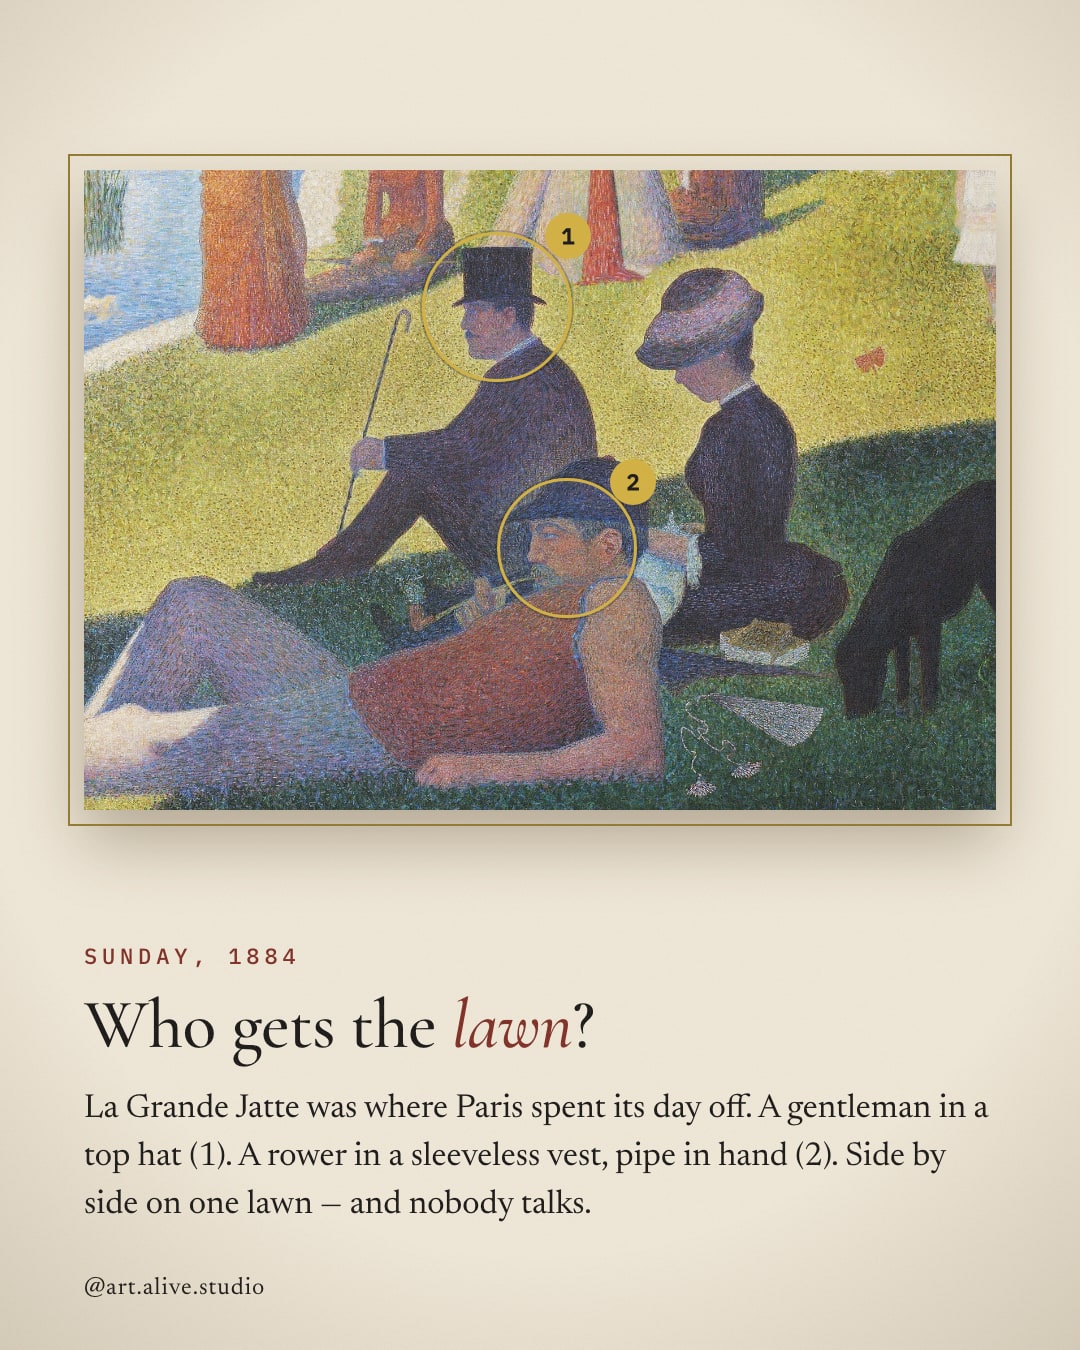 1
2
SUNDAY, 1884
Who gets the lawn?
La Grande Jatte was where Paris spent its day off. A gentleman in a
top hat (1). A rower in a sleeveless vest, pipe in hand (2). Side by
side on one lawn – and nobody talks.
@art.alive.studio